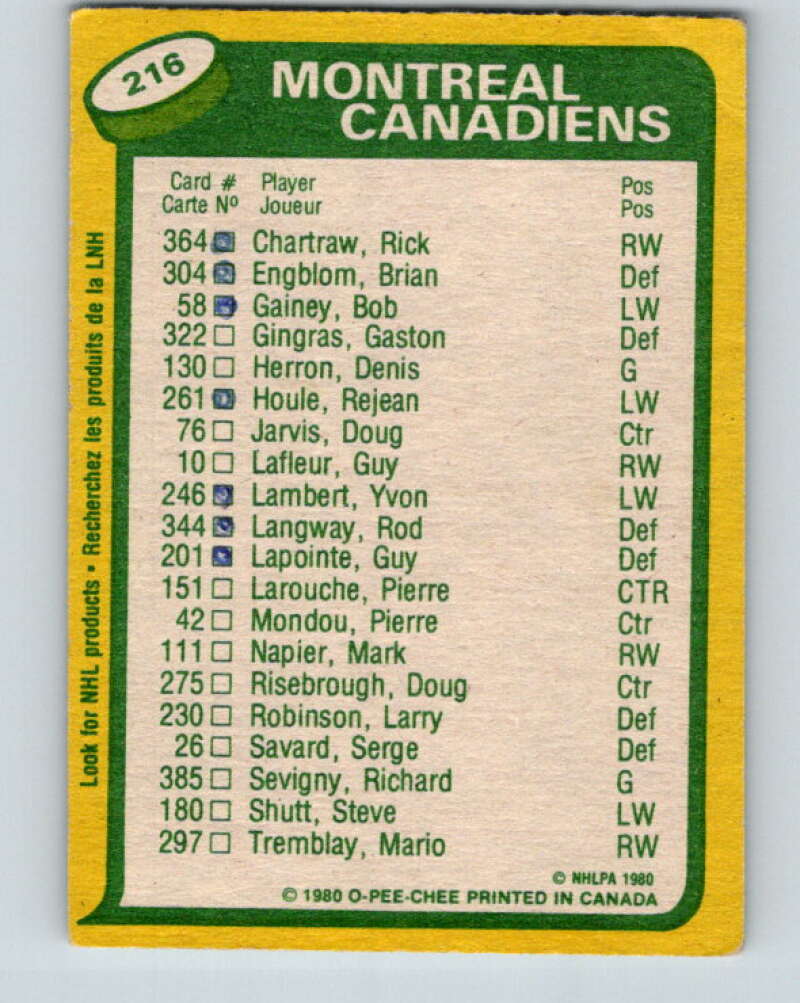 216
MONTREAL
CANADIENS
Card # Player Pos
Carte Nº Joueur Pos
364 Chartraw, Rick RW
304 Engblom, Brian Def
58 Gainey, Bob LW
322 Gingras, Gaston Def
130 Herron, Denis G
261 Houle, Rejean LW
76 Jarvis, Doug Ctr
10 Lafleur, Guy RW
246 Lambert, Yvon LW
344 Langway, Rod Def
201 Lapointe, Guy Def
151 Larouche, Pierre CTR
42 Mondou, Pierre Ctr
111 Napier, Mark RW
275 Risebrough, Doug Ctr
230 Robinson, Larry Def
26 Savard, Serge Def
385 Sevigny, Richard G
180 Shutt, Steve LW
297 Tremblay, Mario RW
© NHLPA 1980
© 1980 O-PEE-CHEE PRINTED IN CANADA
Look for NHL products • Recherchez les produits de la LNH